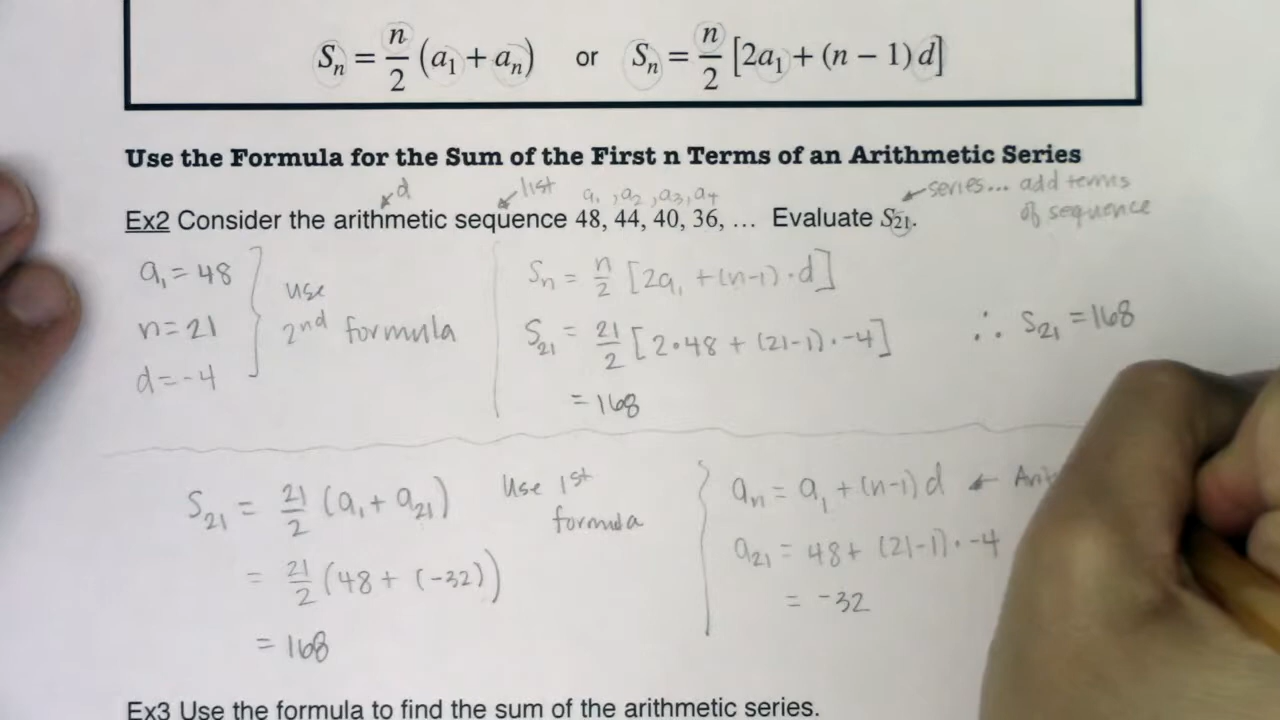 Sₙ = n/2 (a₁ + aₙ) or Sₙ = n/2 [2a₁ + (n − 1) d]
Use the Formula for the Sum of the First n Terms of an Arithmetic Series
d list a₁, a₂, a₃, a₄ series... add terms of sequence
Ex2 Consider the arithmetic sequence 48, 44, 40, 36, … Evaluate S₂₁.
a₁ = 48
n = 21
d = -4
use
2nd formula
Sₙ = n/2 [2a₁ + (n-1)·d]
S₂₁ = 21/2 [2•48 + (21-1)·-4]
= 168
∴ S₂₁ = 168
S₂₁ = 21/2 (a₁ + a₂₁)
= 21/2 (48 + (-32))
= 168
Use 1st
formula
aₙ = a₁ + (n-1)d ←
a₂₁ = 48 + (21-1)·-4
= -32
Ex3 Use the formula to find the sum of the arithmetic series.